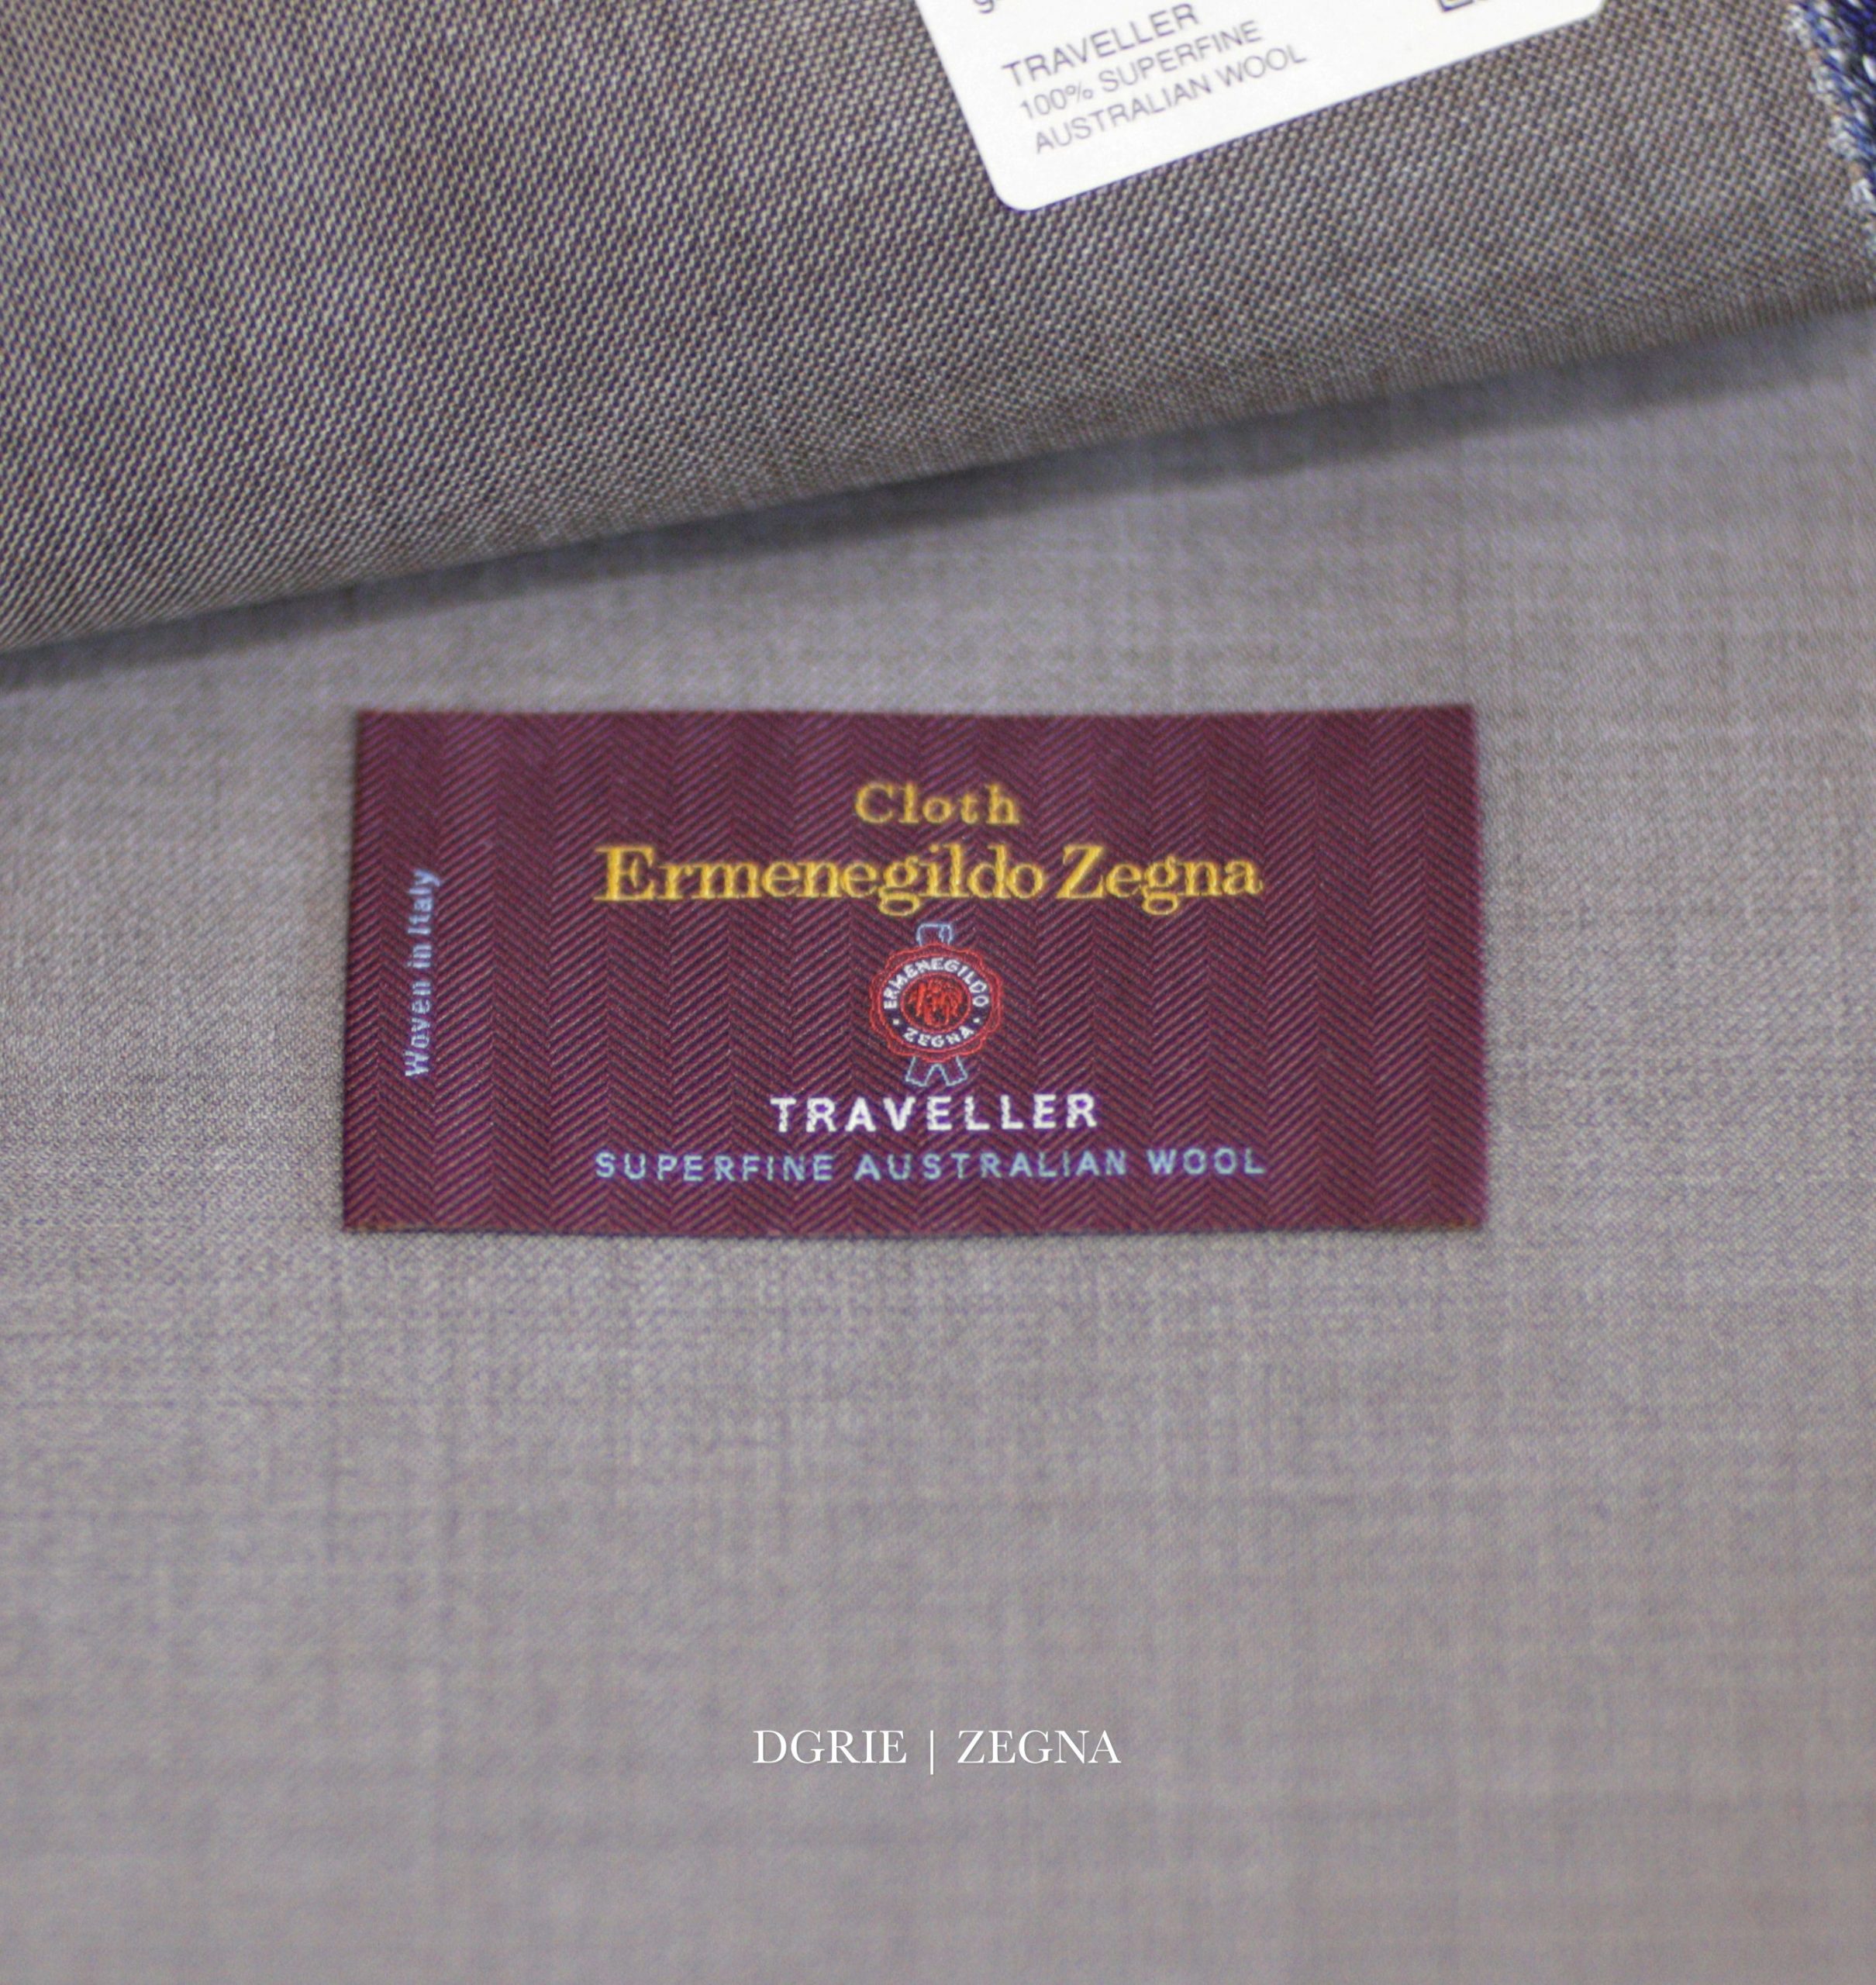 TRAVELLER
100% SUPERFINE
AUSTRALIAN WOOL
Cloth
Ermenegildo Zegna
Woven in Italy
ERMENEGILDO
ZEGNA
TRAVELLER
SUPERFINE AUSTRALIAN WOOL
DGRIE | ZEGNA